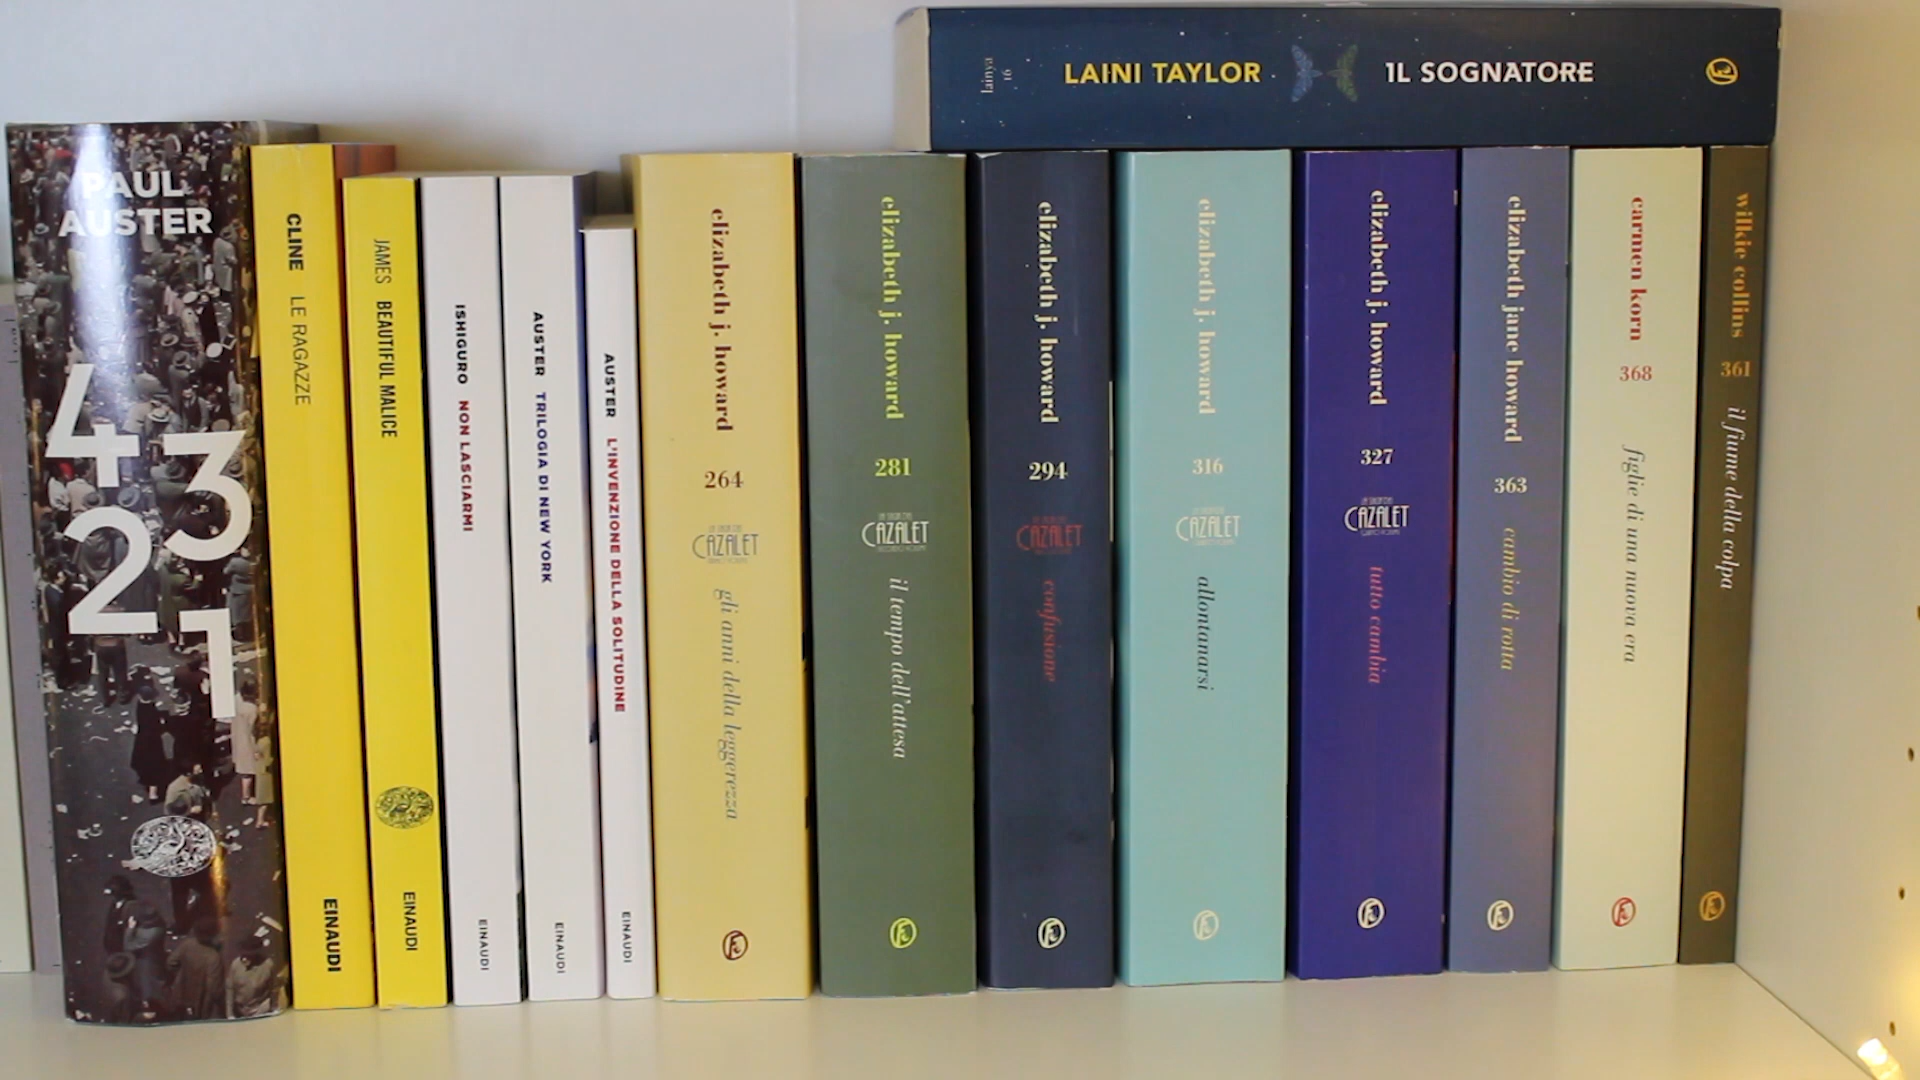 LAINI TAYLOR IL SOGNATORE
lainya
16
PAUL
AUSTER
4
3
2
1
CLINE LE RAGAZZE
EINAUDI
JAMES BEAUTIFUL MALICE
EINAUDI
ISHIGURO NON LASCIARMI
EINAUDI
AUSTER TRILOGIA DI NEW YORK
EINAUDI
AUSTER L'INVENZIONE DELLA SOLITUDINE
EINAUDI
elizabeth j. howard
264
CAZALET
gli anni della leggerezza
elizabeth j. howard
281
CAZALET
il tempo dell'attesa
elizabeth j. howard
294
CAZALET
confusione
elizabeth j. howard
316
CAZALET
allontanarsi
elizabeth j. howard
327
CAZALET
tutto cambia
elizabeth jane howard
363
cambio di rotta
carmen korn
368
figlie di una nuova era
wilkie collins
361
il fiume della colpa